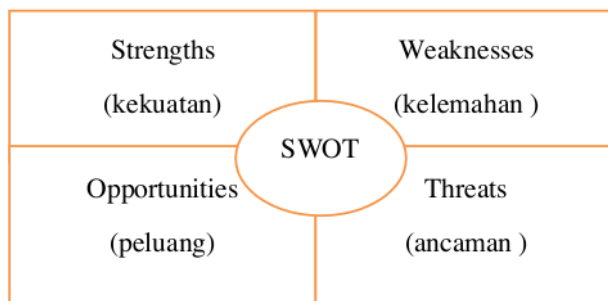 Strengths
(kekuatan)
Weaknesses
(kelemahan )
SWOT
Opportunities
(peluang)
Threats
(ancaman )